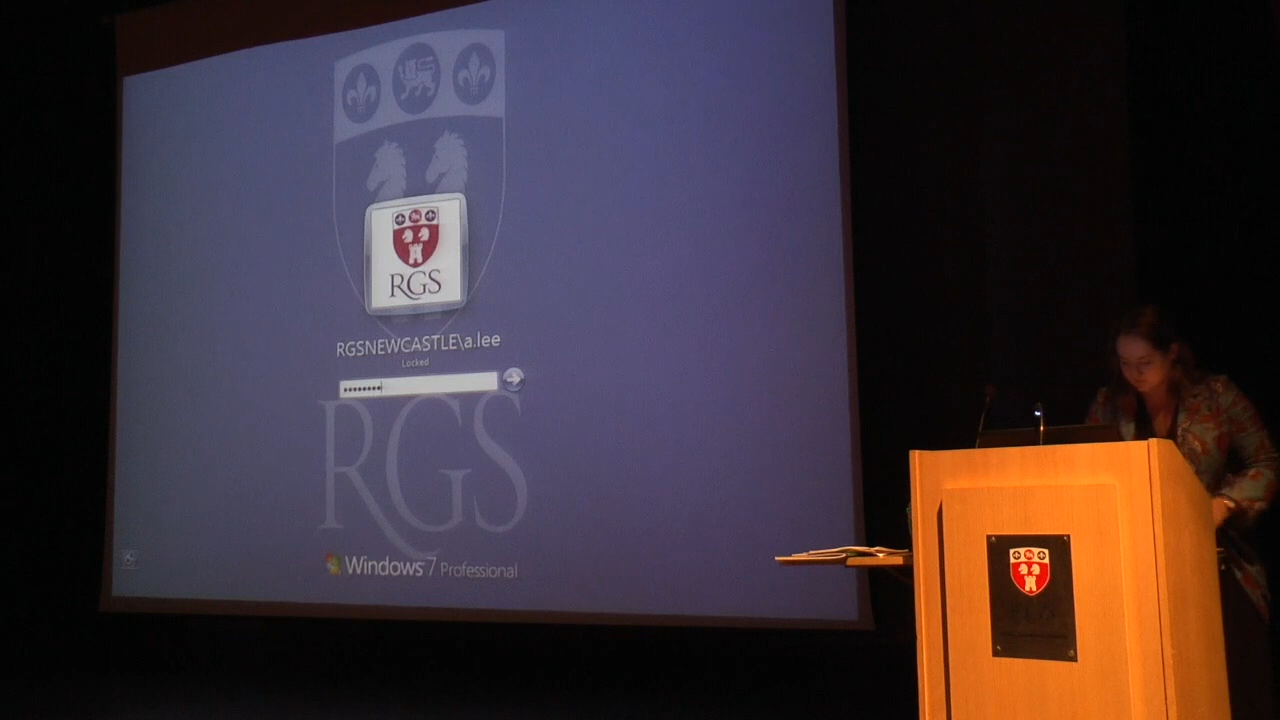 RGS
RGSNEWCASTLE\a.lee
Locked
RGS
Windows 7 Professional